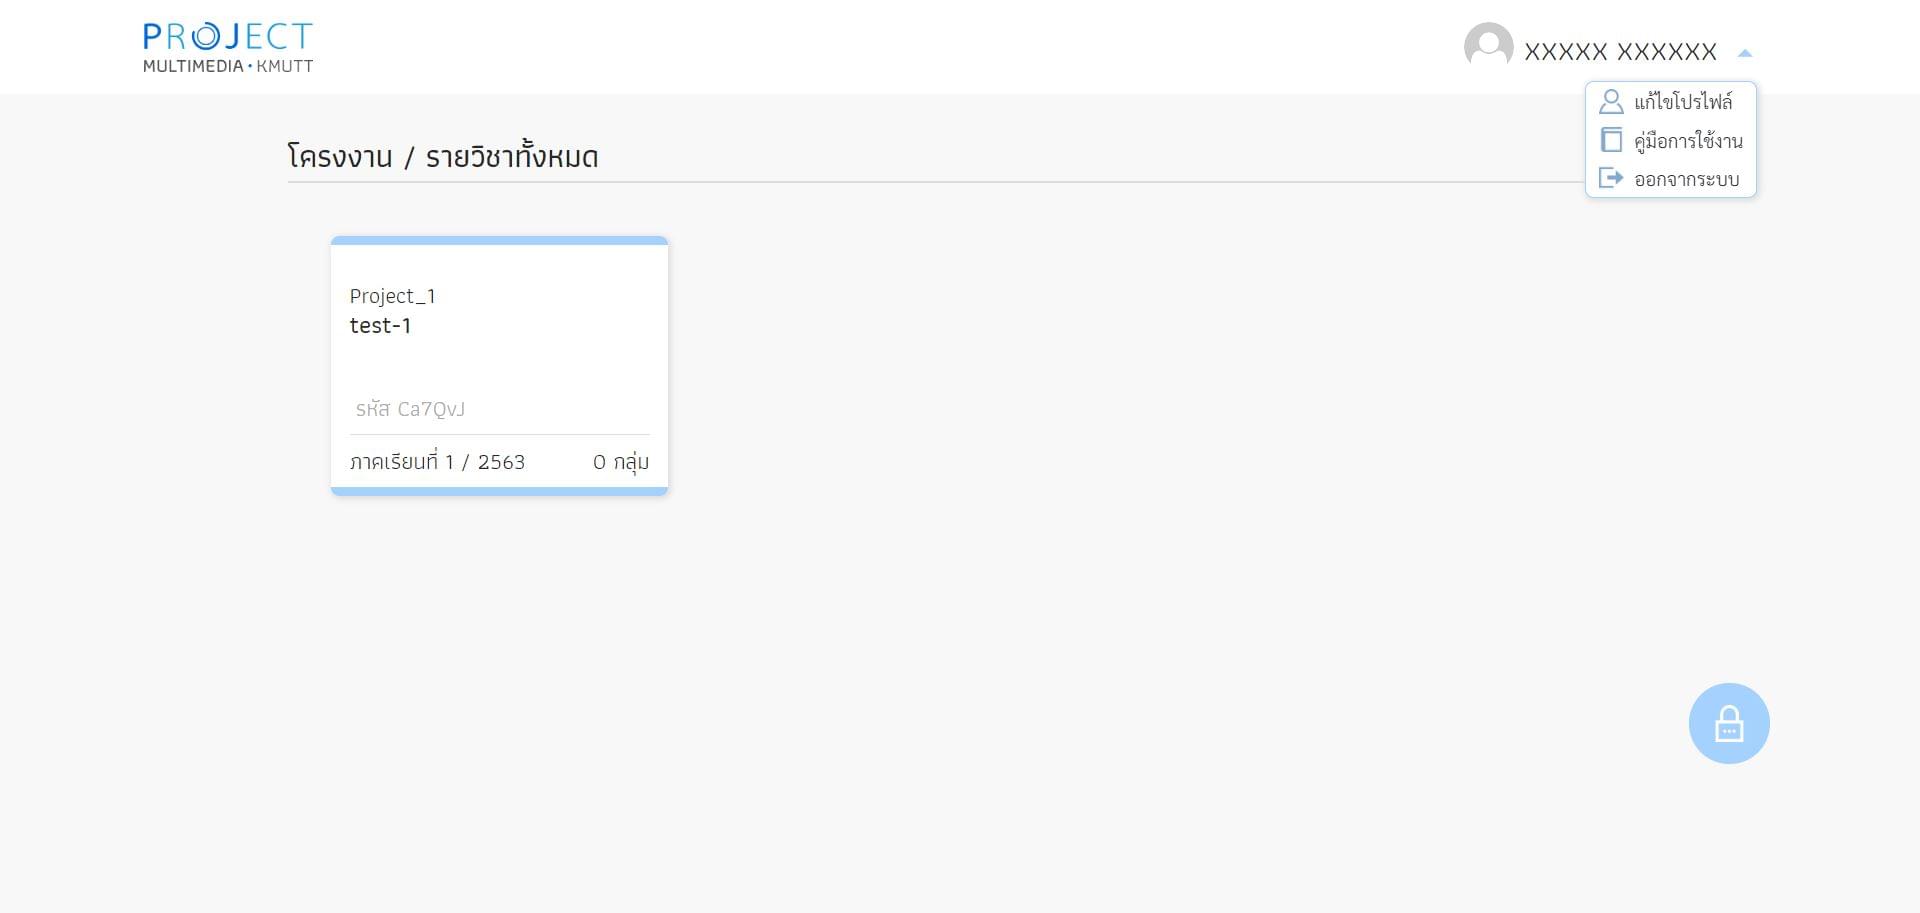 PROJECT
MULTIMEDIA • KMUTT
XXXXX XXXXXX
แก้ไขโปรไฟล์
คู่มือการใช้งาน
ออกจากระบบ
โครงงาน / รายวิชาทั้งหมด
Project_1
test-1
รหัส Ca7QvJ
ภาคเรียนที่ 1 / 2563 0 กลุ่ม